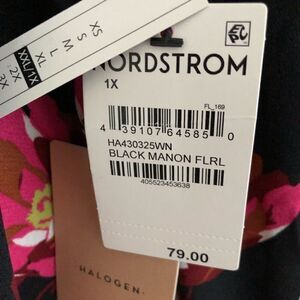 XS
S
M
L
XL
XXL/1X
2X
3X
NORDSTROM
1X
FL_169
4 39107 64585 0
HA430325WN
BLACK MANON FLRL
405523453638
79.00
HALOGEN.